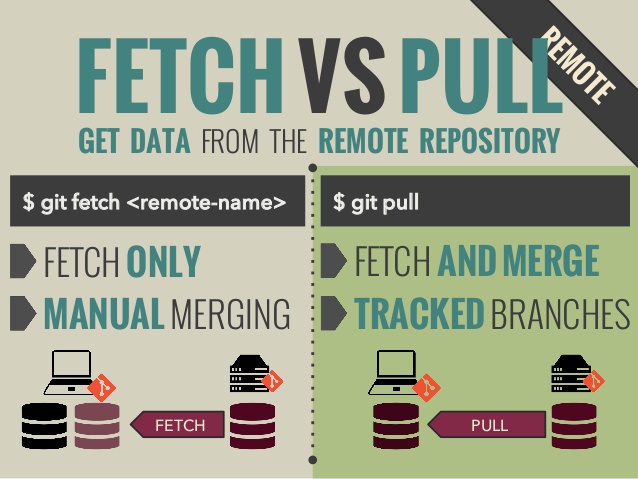 REMOTE
FETCH VS PULL
GET DATA FROM THE REMOTE REPOSITORY
$ git fetch <remote-name>
FETCH ONLY
MANUAL MERGING
FETCH
$ git pull
FETCH AND MERGE
TRACKED BRANCHES
PULL